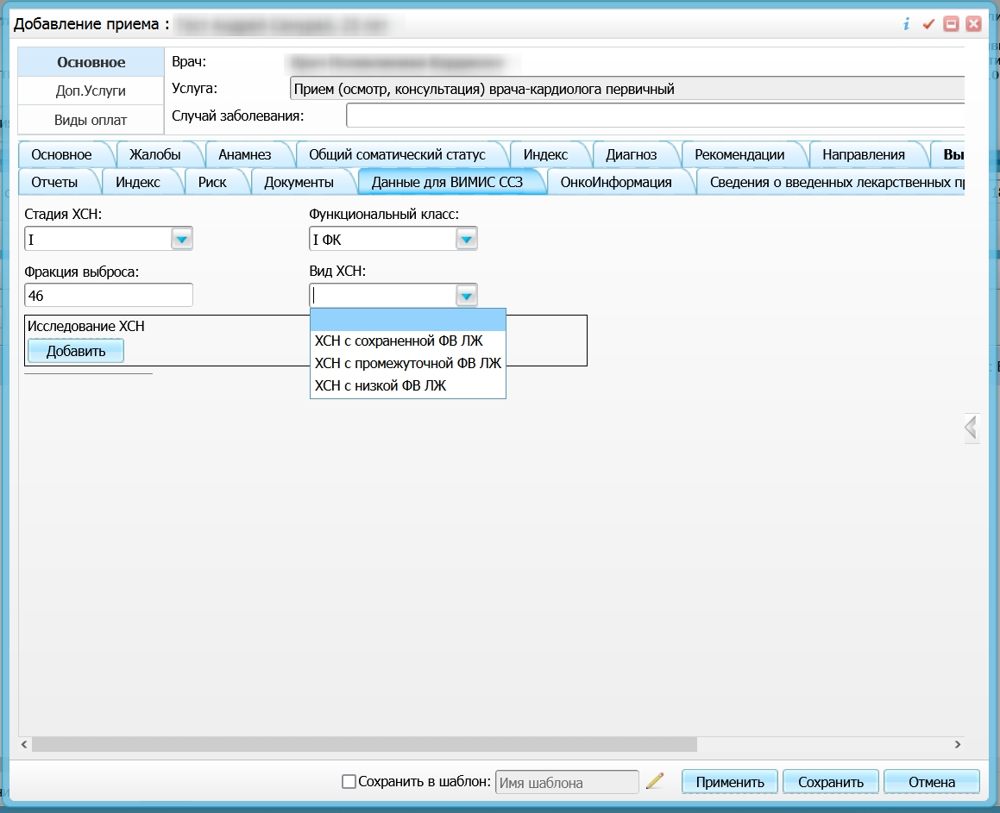 Добавление приема :
Основное
Доп.Услуги
Виды оплат
Врач:
Услуга: Прием (осмотр, консультация) врача-кардиолога первичный
Случай заболевания:
Основное Жалобы Анамнез Общий соматический статус Индекс Диагноз Рекомендации Направления Вы
Отчеты Индекс Риск Документы Данные для ВИМИС ССЗ ОнкоИнформация Сведения о введенных лекарственных пр
Стадия ХСН: Функциональный класс:
I I ФК
Фракция выброса: Вид ХСН:
46
Исследование ХСН
Добавить
ХСН с сохраненной ФВ ЛЖ
ХСН с промежуточной ФВ ЛЖ
ХСН с низкой ФВ ЛЖ
Сохранить в шаблон: Имя шаблона Применить Сохранить Отмена